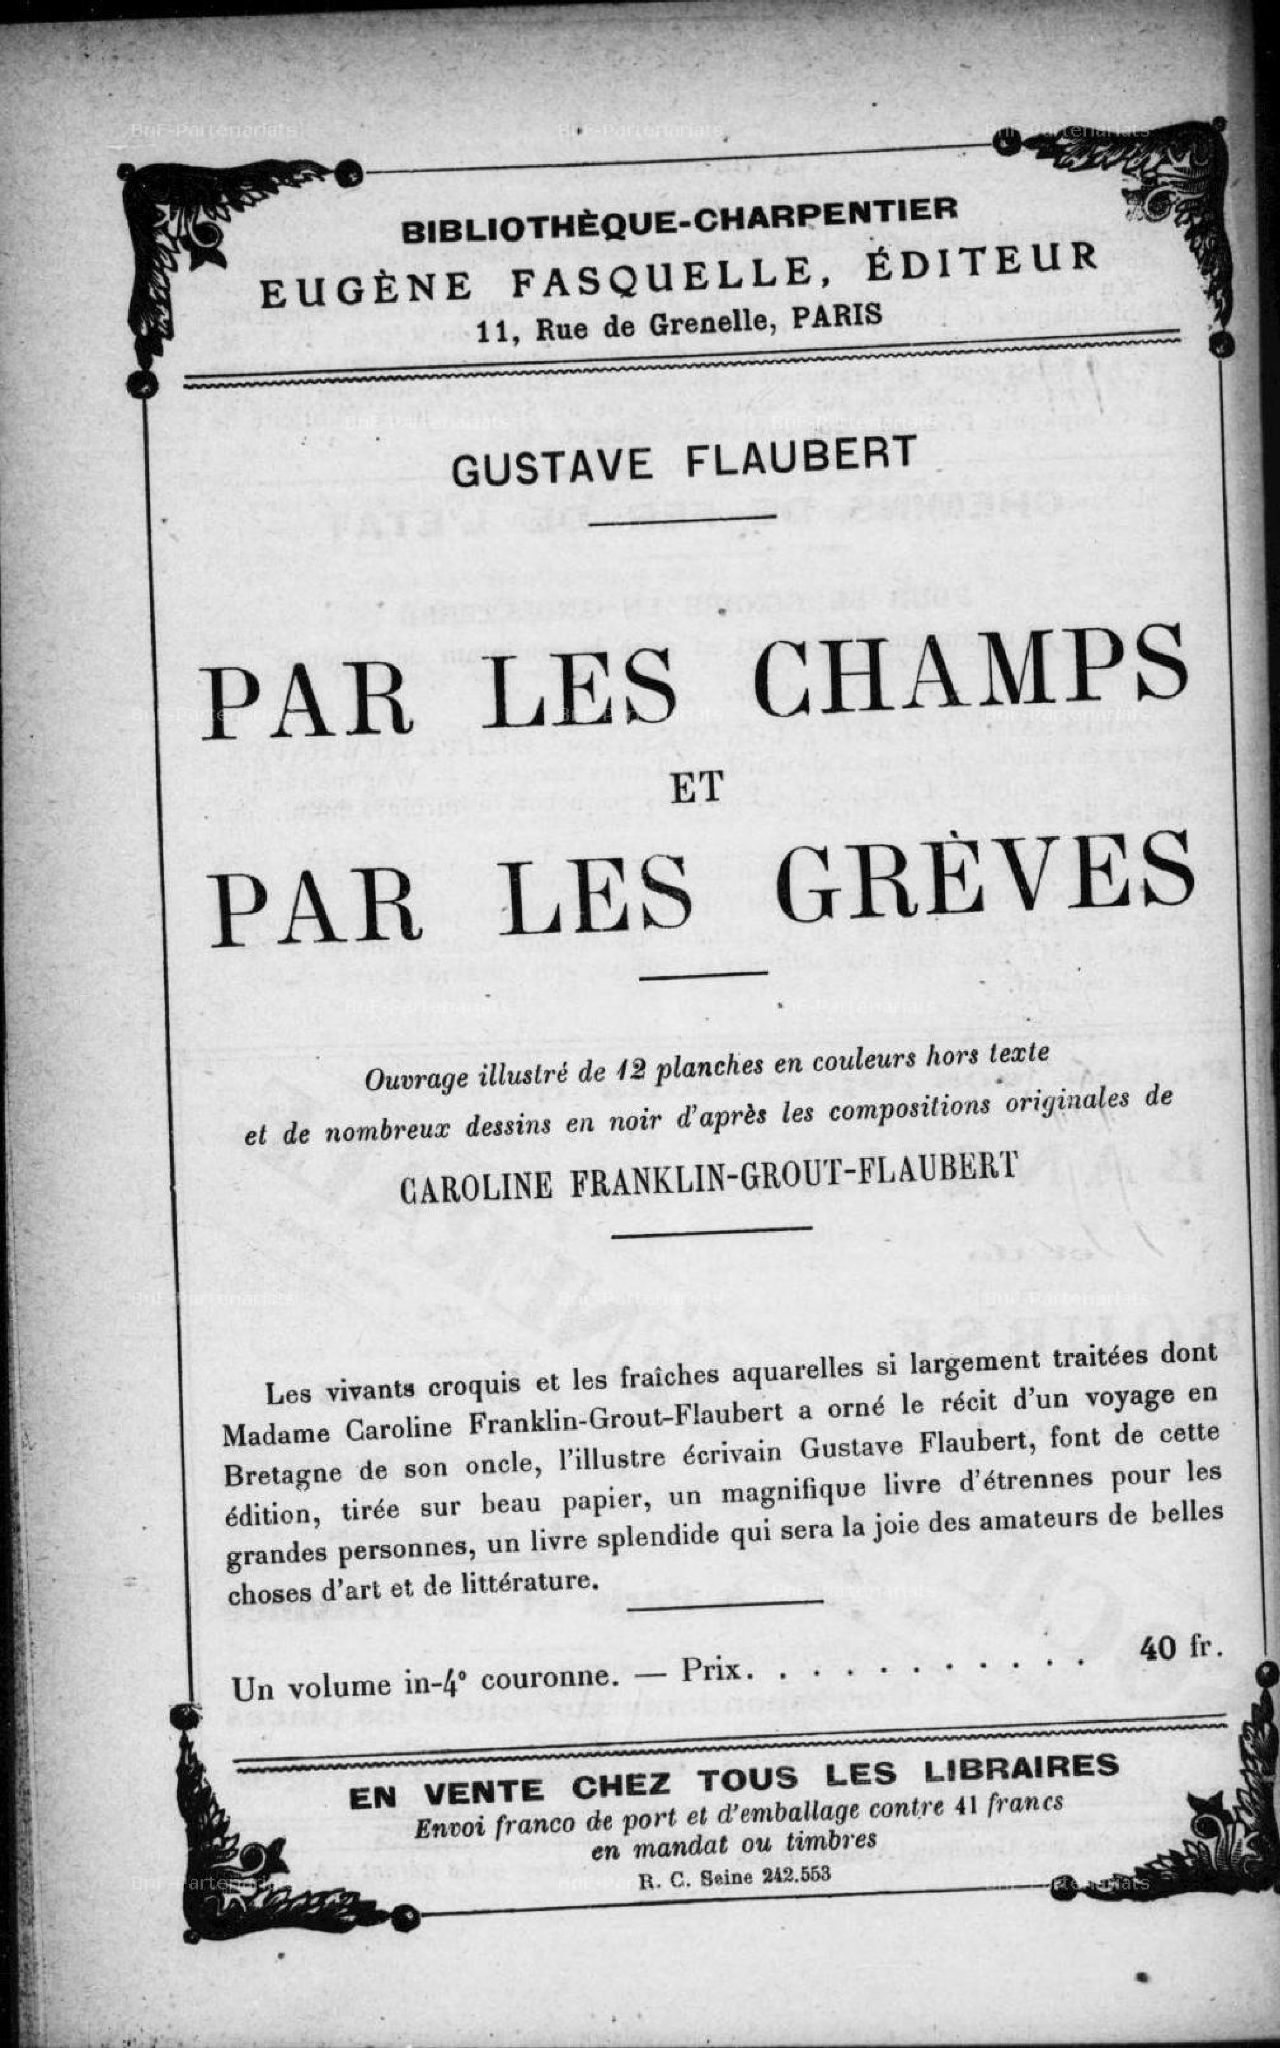 BIBLIOTHÈQUE-CHARPENTIER
EUGÈNE FASQUELLE, ÉDITEUR
11, Rue de Grenelle, PARIS
GUSTAVE FLAUBERT
PAR LES CHAMPS
ET
PAR LES GRÈVES
Ouvrage illustré de 12 planches en couleurs hors texte
et de nombreux dessins en noir d'après les compositions originales de
CAROLINE FRANKLIN-GROUT-FLAUBERT
Les vivants croquis et les fraîches aquarelles si largement traitées dont
Madame Caroline Franklin-Grout-Flaubert a orné le récit d'un voyage en
Bretagne de son oncle, l'illustre écrivain Gustave Flaubert, font de cette
édition, tirée sur beau papier, un magnifique livre d'étrennes pour les
grandes personnes, un livre splendide qui sera la joie des amateurs de belles
choses d'art et de littérature.
Un volume in-4° couronne. — Prix. . . . . . . . . . . 40 fr.
EN VENTE CHEZ TOUS LES LIBRAIRES
Envoi franco de port et d'emballage contre 41 francs
en mandat ou timbres
R. C. Seine 242.553